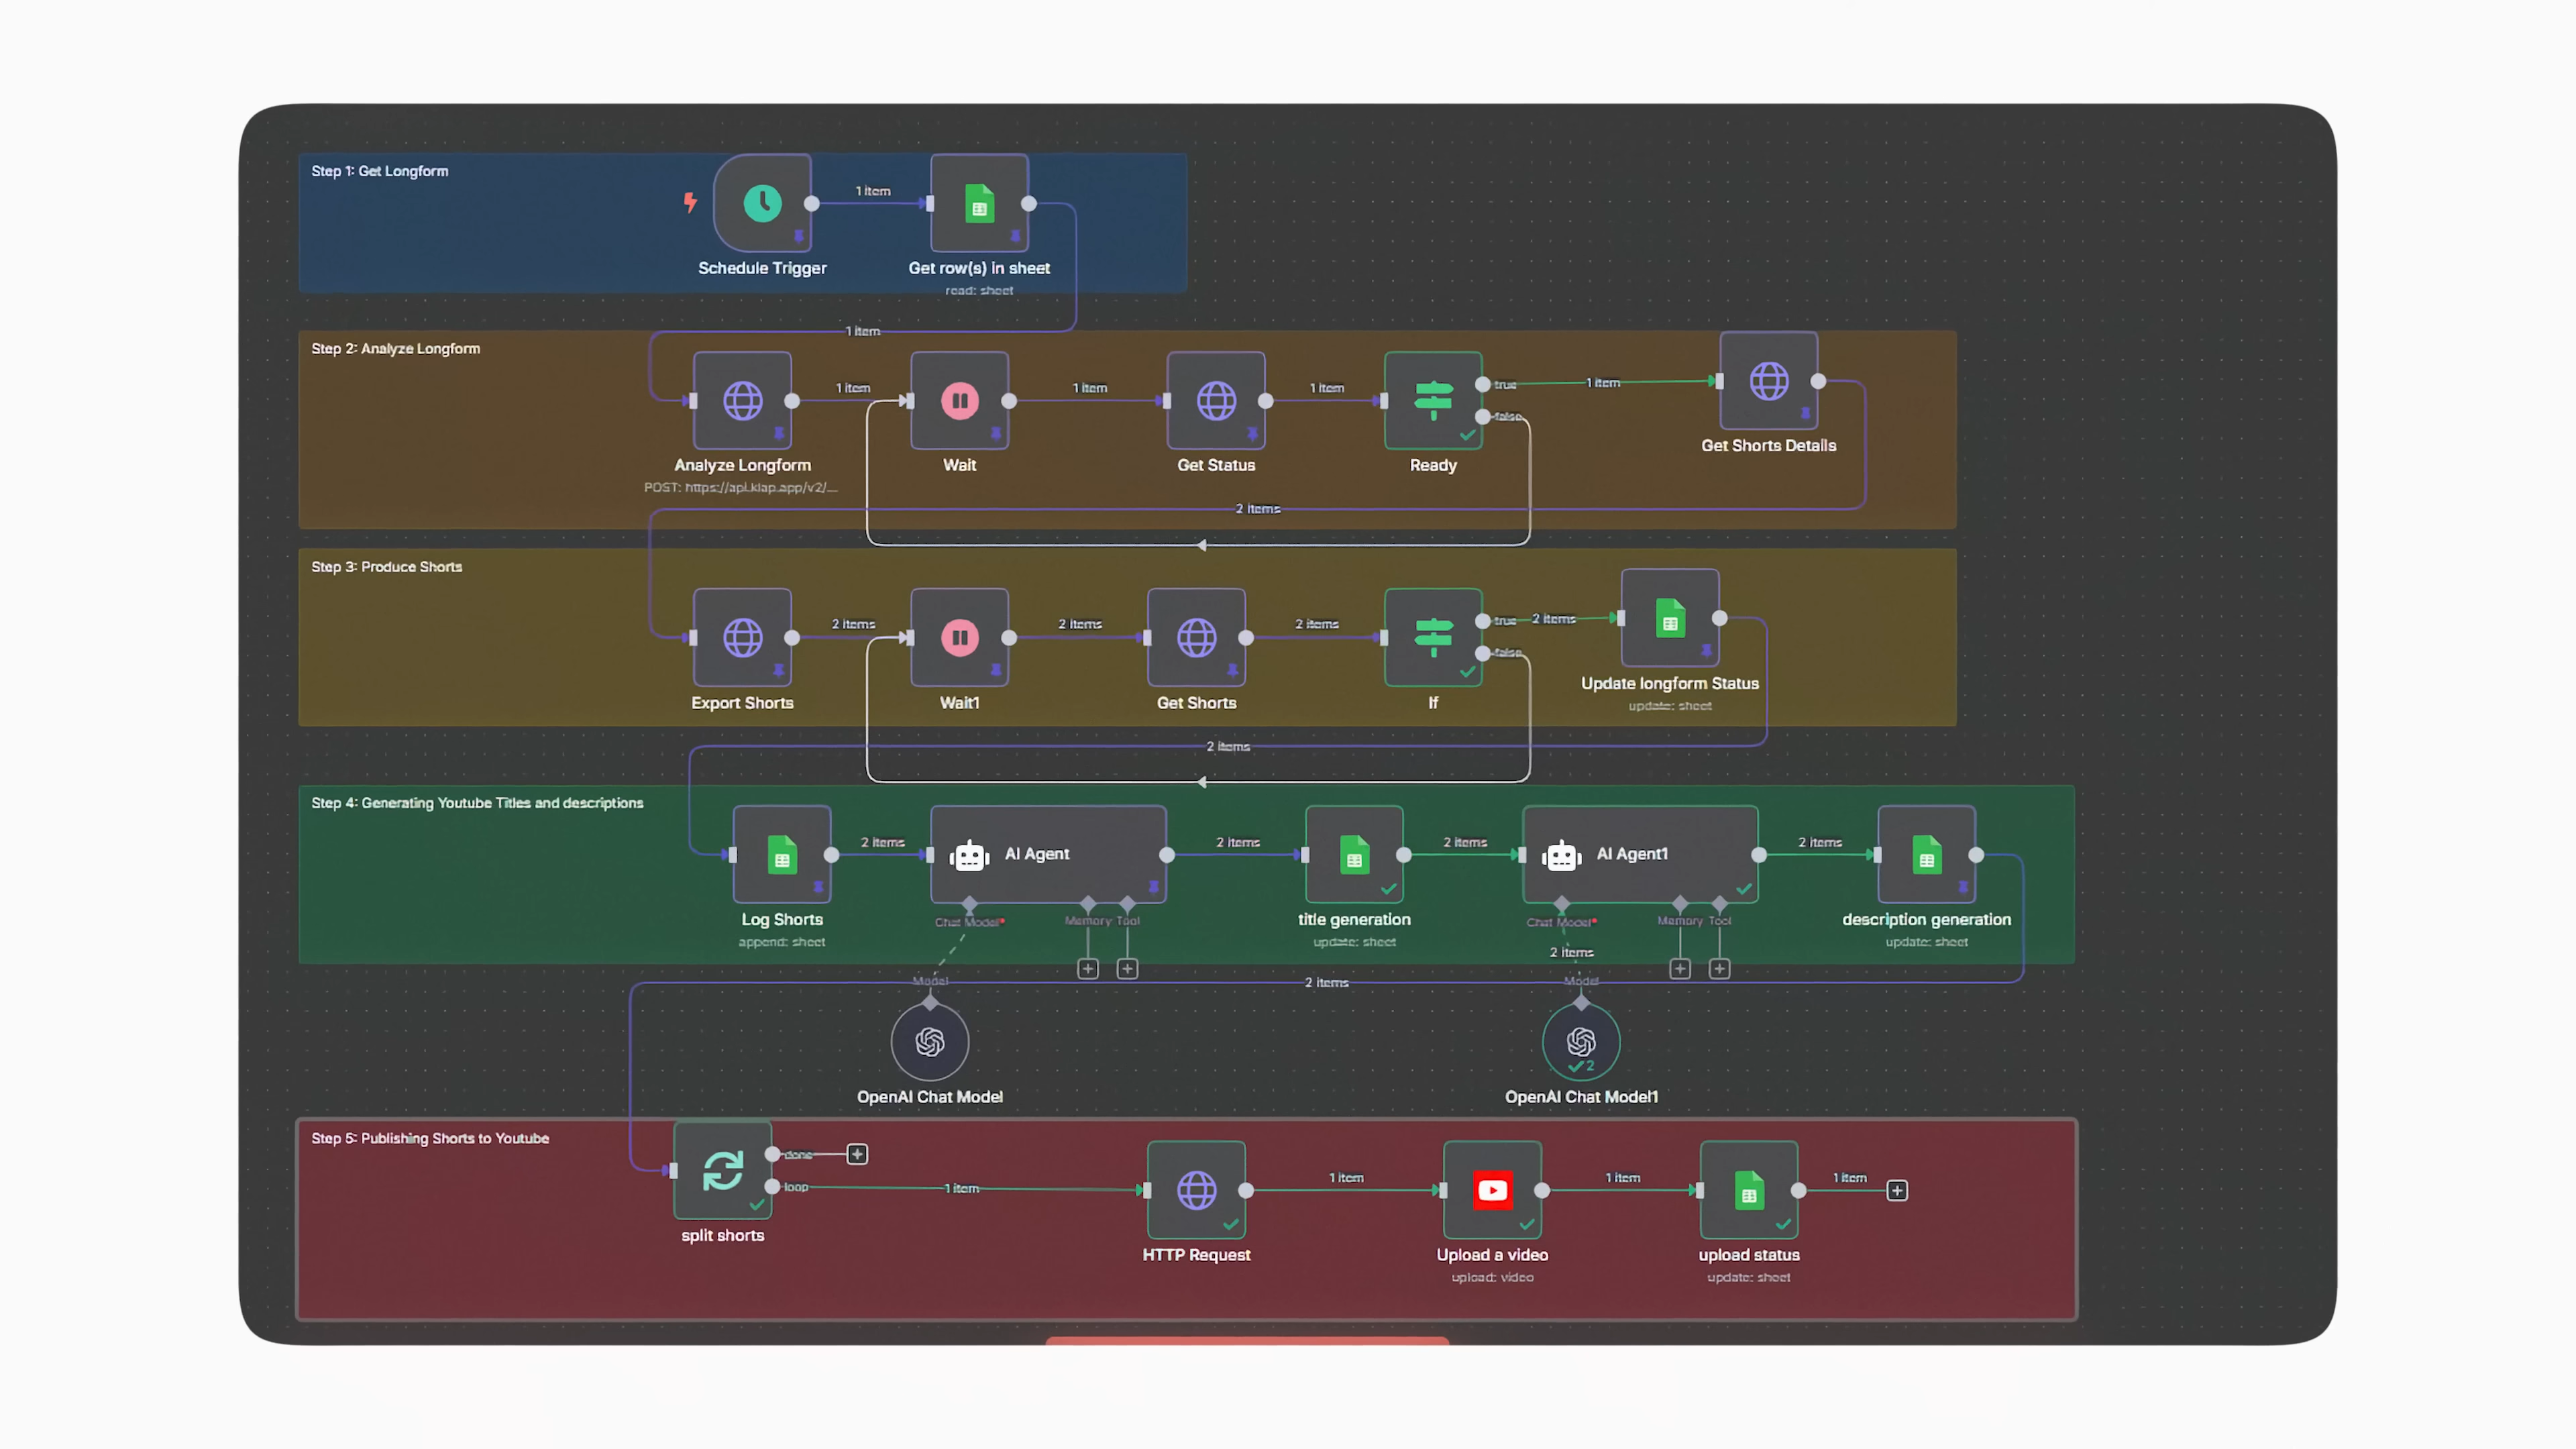 Step 1: Get Longform
1 item
Schedule Trigger
Get row(s) in sheet
read: sheet
1 item
Step 2: Analyze Longform
1 item
1 item
1 item
true
1 item
false
Analyze Longform
POST: https://api.klap.app/v2/...
Wait
Get Status
Ready
Get Shorts Details
2 items
Step 3: Produce Shorts
2 items
2 items
2 items
true
2 items
false
Export Shorts
Wait1
Get Shorts
If
Update longform Status
update: sheet
2 items
Step 4: Generating Youtube Titles and descriptions
2 items
AI Agent
2 items
2 items
AI Agent1
2 items
Chat Model*
Memory
Tool
Chat Model*
Memory
Tool
Log Shorts
append: sheet
title generation
update: sheet
description generation
update: sheet
2 items
Model
2 items
Model
2
OpenAI Chat Model
OpenAI Chat Model1
Step 5: Publishing Shorts to Youtube
done
loop
1 item
1 item
1 item
1 item
split shorts
HTTP Request
Upload a video
upload: video
upload status
update: sheet